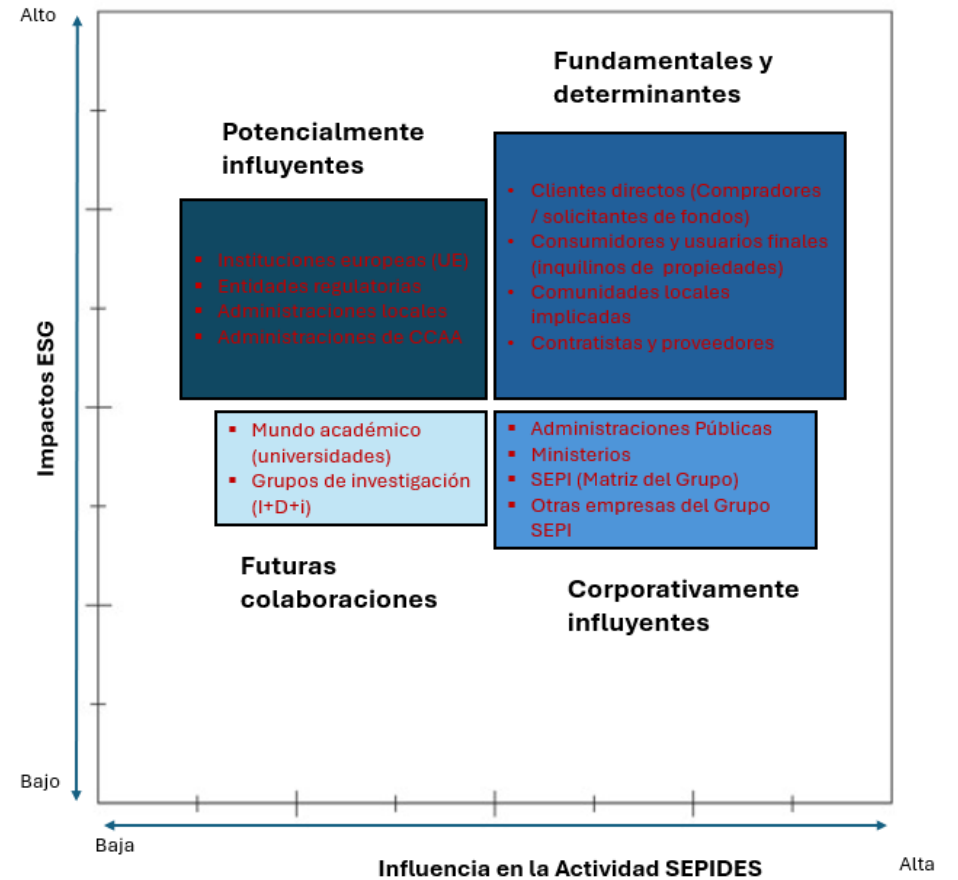 Alto
Fundamentales y
determinantes
Potencialmente
influyentes
• Clientes directos (Compradores
/ solicitantes de fondos)
• Consumidores y usuarios finales
(inquilinos de propiedades)
• Comunidades locales
implicadas
• Contratistas y proveedores
▪ Instituciones europeas (UE)
▪ Entidades regulatorias
▪ Administraciones locales
▪ Administraciones de CCAA
Impactos ESG
▪ Mundo académico
(universidades)
▪ Grupos de investigación
(I+D+i)
▪ Administraciones Públicas
▪ Ministerios
▪ SEPI (Matriz del Grupo)
▪ Otras empresas del Grupo
SEPI
Futuras
colaboraciones
Corporativamente
influyentes
Bajo
Baja
Influencia en la Actividad SEPIDES
Alta